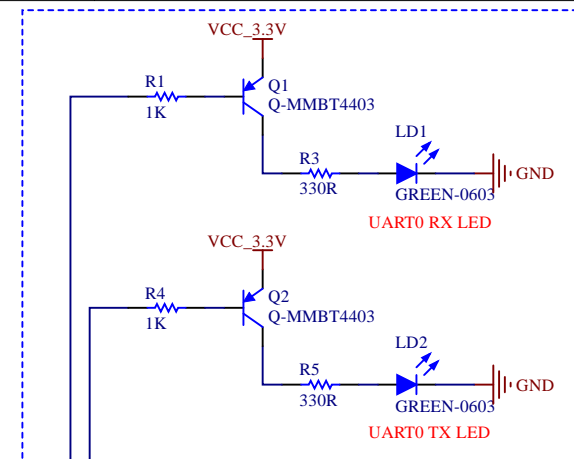 VCC_3.3V
R1
1K
Q1
Q-MMBT4403
R3
330R
LD1
GREEN-0603
GND
UART0 RX LED
VCC_3.3V
R4
1K
Q2
Q-MMBT4403
R5
330R
LD2
GREEN-0603
GND
UART0 TX LED